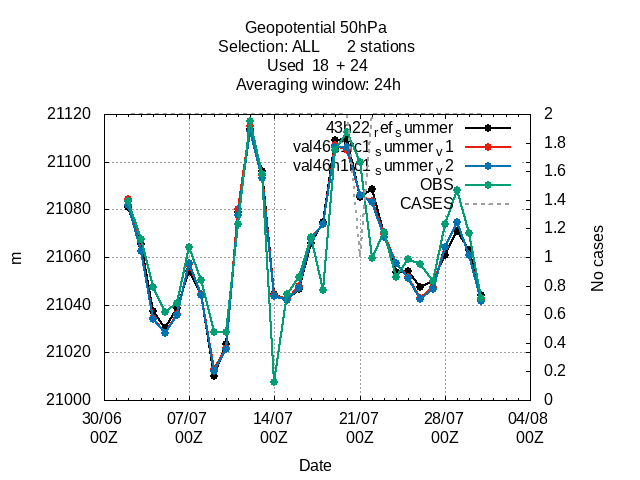 Geopotential 50hPa
Selection: ALL 2 stations
Used 18 + 24
Averaging window: 24h
21120
21100
21080
21060
21040
21020
21000
m
2
1.8
1.6
1.4
1.2
1
0.8
0.6
0.4
0.2
0
No cases
43h22refsummer
summerv1
summerv2
OBS
CASES
30/06 07/07 14/07 21/07 28/07 04/08
00Z 00Z 00Z 00Z 00Z 00Z
Date